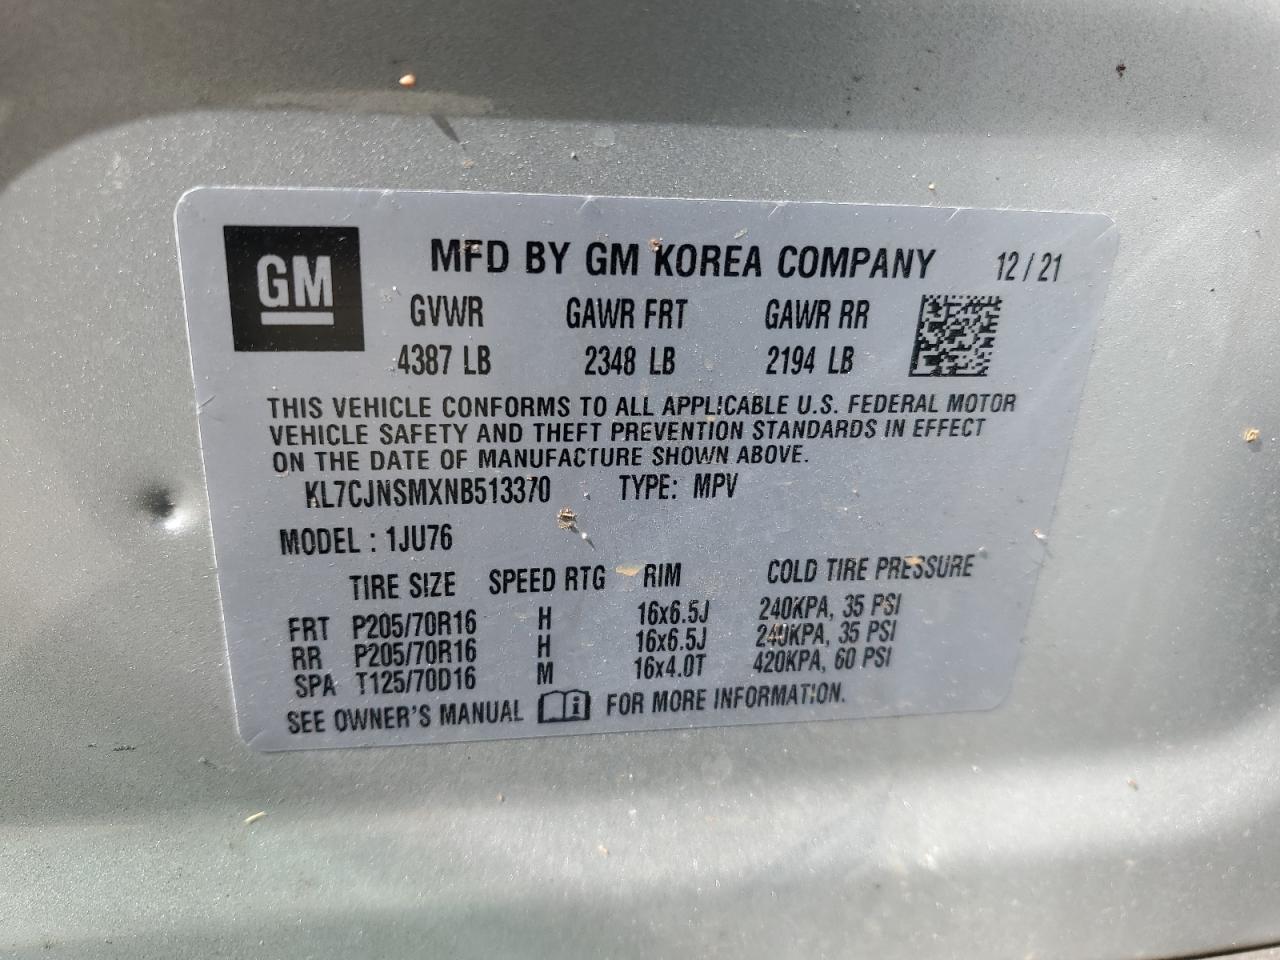 GM
MFD BY GM KOREA COMPANY 12/21
GVWR GAWR FRT GAWR RR
4387 LB 2348 LB 2194 LB
THIS VEHICLE CONFORMS TO ALL APPLICABLE U.S. FEDERAL MOTOR
VEHICLE SAFETY AND THEFT PREVENTION STANDARDS IN EFFECT
ON THE DATE OF MANUFACTURE SHOWN ABOVE.
KL7CJNSMXNB513370 TYPE: MPV
MODEL : 1JU76
TIRE SIZE SPEED RTG RIM COLD TIRE PRESSURE
FRT P205/70R16 H 16x6.5J 240KPA, 35 PSI
RR P205/70R16 H 16x6.5J 240KPA, 35 PSI
SPA T125/70D16 M 16x4.0T 420KPA, 60 PSI
SEE OWNER'S MANUAL i FOR MORE INFORMATION.